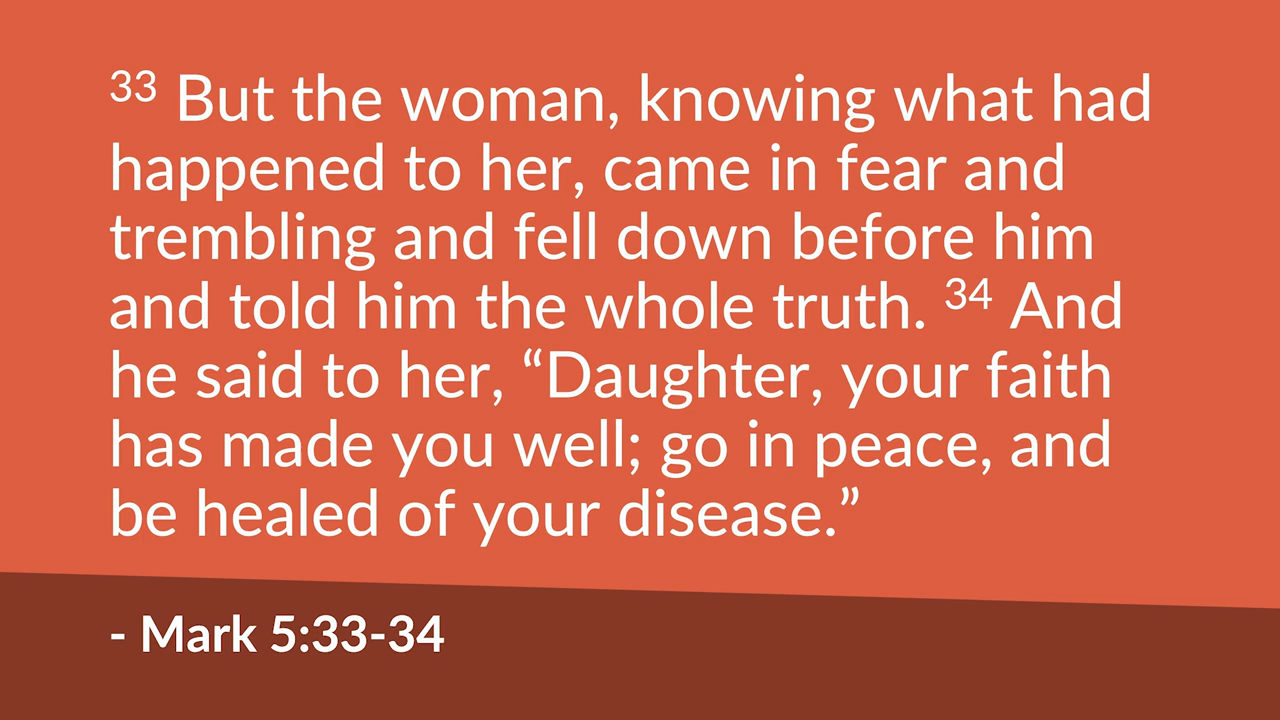 33 But the woman, knowing what had
happened to her, came in fear and
trembling and fell down before him
and told him the whole truth. 34 And
he said to her, “Daughter, your faith
has made you well; go in peace, and
be healed of your disease.”
- Mark 5:33-34